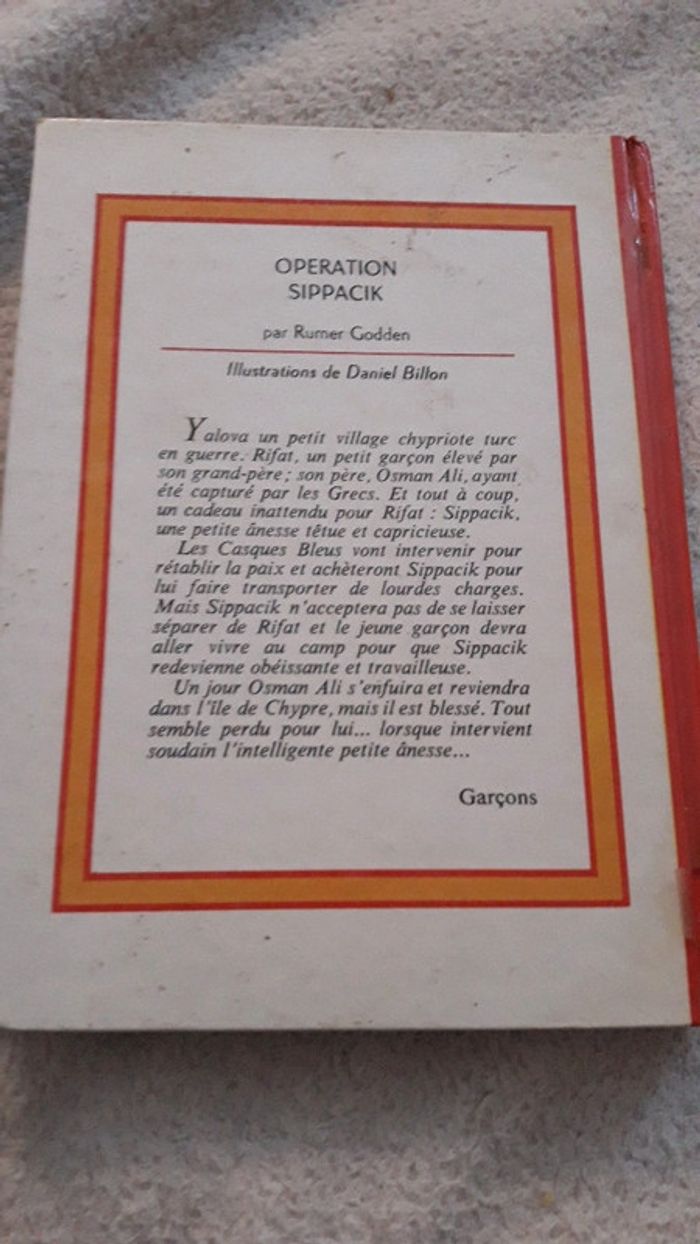 OPERATION
SIPPACIK
par Rumer Godden
Illustrations de Daniel Billon
Yalova un petit village chypriote turc
en guerre. Rifat, un petit garçon élevé par
son grand-père ; son père, Osman Ali, ayant
été capturé par les Grecs. Et tout à coup,
un cadeau inattendu pour Rifat : Sippacik,
une petite ânesse têtue et capricieuse.
Les Casques Bleus vont intervenir pour
rétablir la paix et achèteront Sippacik pour
lui faire transporter de lourdes charges.
Mais Sippacik n'acceptera pas de se laisser
séparer de Rifat et le jeune garçon devra
aller vivre au camp pour que Sippacik
redevienne obéissante et travailleuse.
Un jour Osman Ali s'enfuira et reviendra
dans l'île de Chypre, mais il est blessé. Tout
semble perdu pour lui... lorsque intervient
soudain l'intelligente petite ânesse...
Garçons